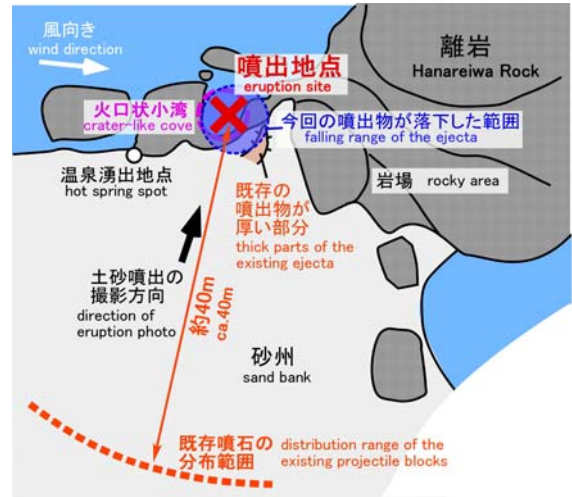 風向き
wind direction
離岩
Hanareiwa Rock
噴出地点
eruption site
火口状小湾
crater-like cove
今回の噴出物が落下した範囲
falling range of the ejecta
温泉湧出地点
hot spring spot
岩場 rocky area
既存の
噴出物が
厚い部分
thick parts of the
existing ejecta
土砂噴出の
撮影方向
direction of
eruption photo
約40m
ca.40m
砂州
sand bank
既存噴石の
分布範囲
distribution range of the
existing projectile blocks